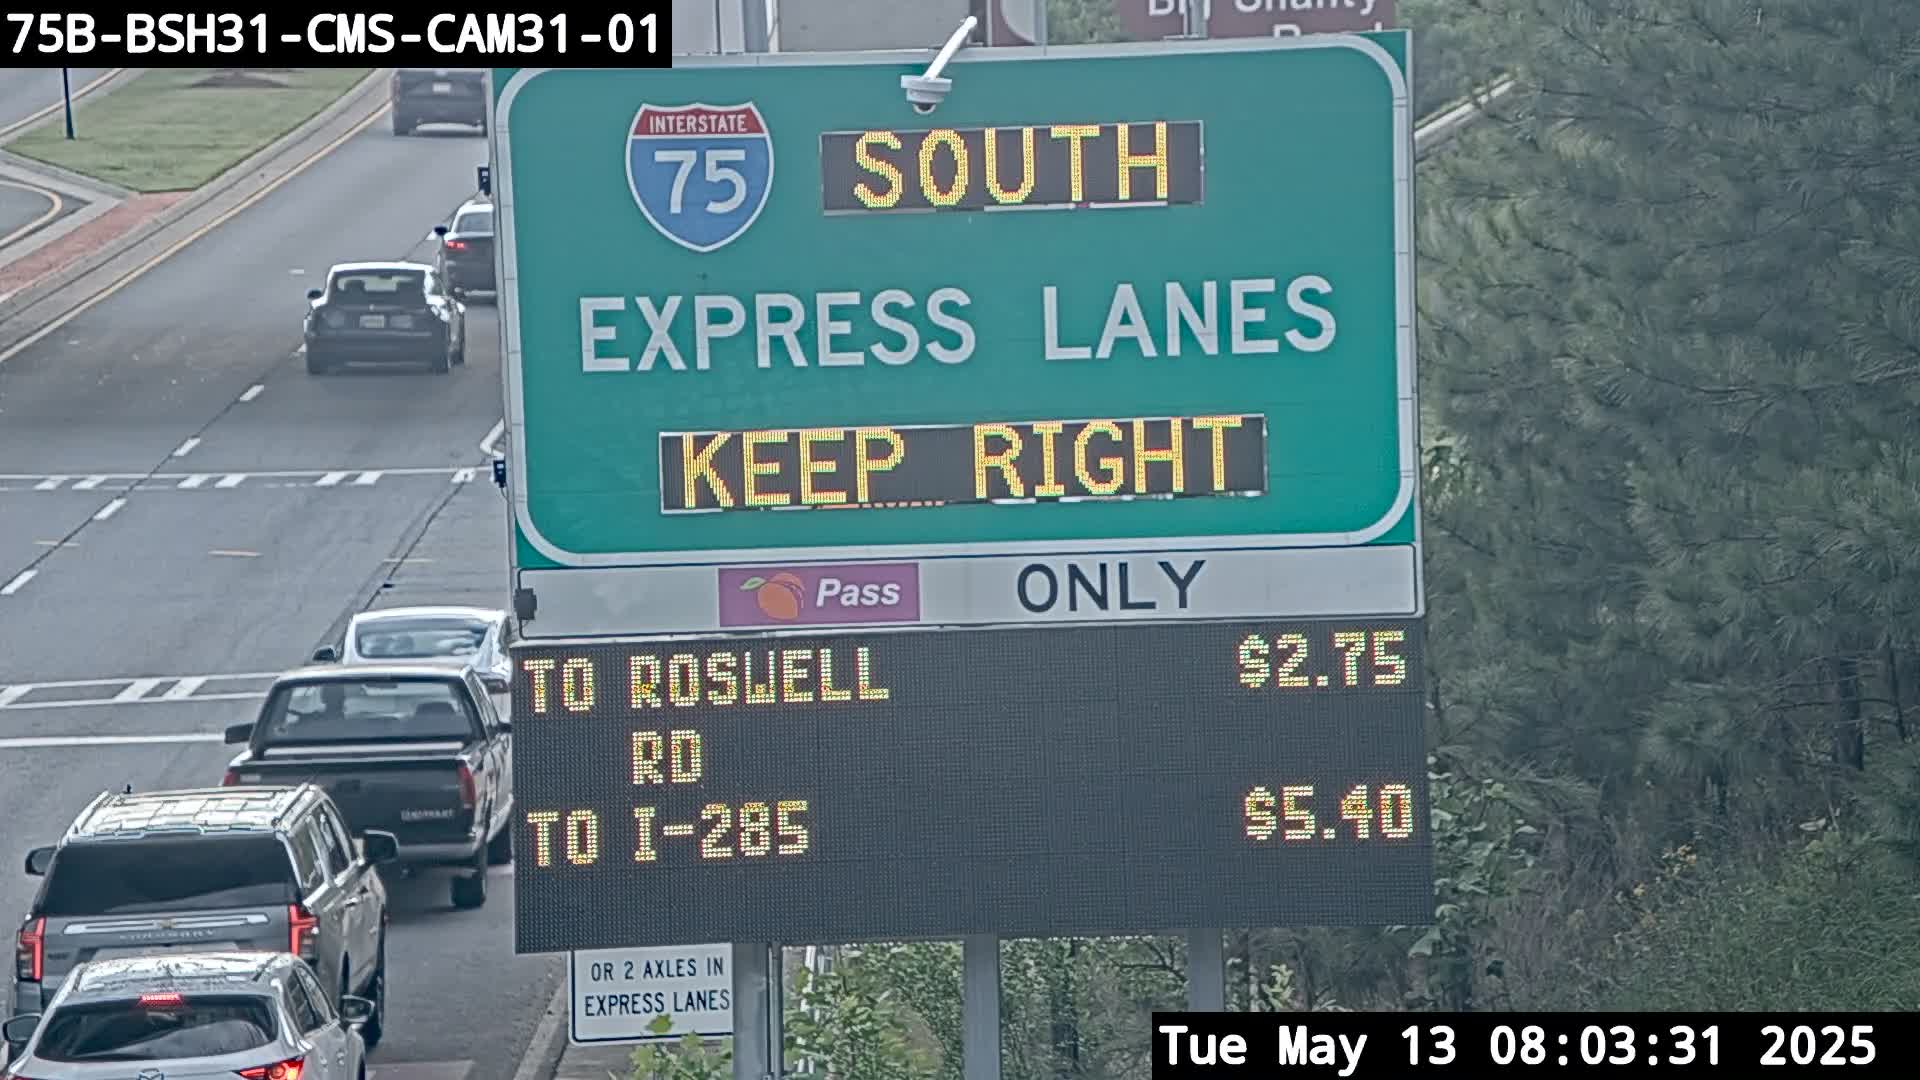 75B-BSH31-CMS-CAM31-01
Shanty
INTERSTATE
75
SOUTH
EXPRESS LANES
KEEP RIGHT
Pass
ONLY
TO ROSWELL $2.75
RD
TO I-285 $5.40
OR 2 AXLES IN
EXPRESS LANES
Tue May 13 08:03:31 2025